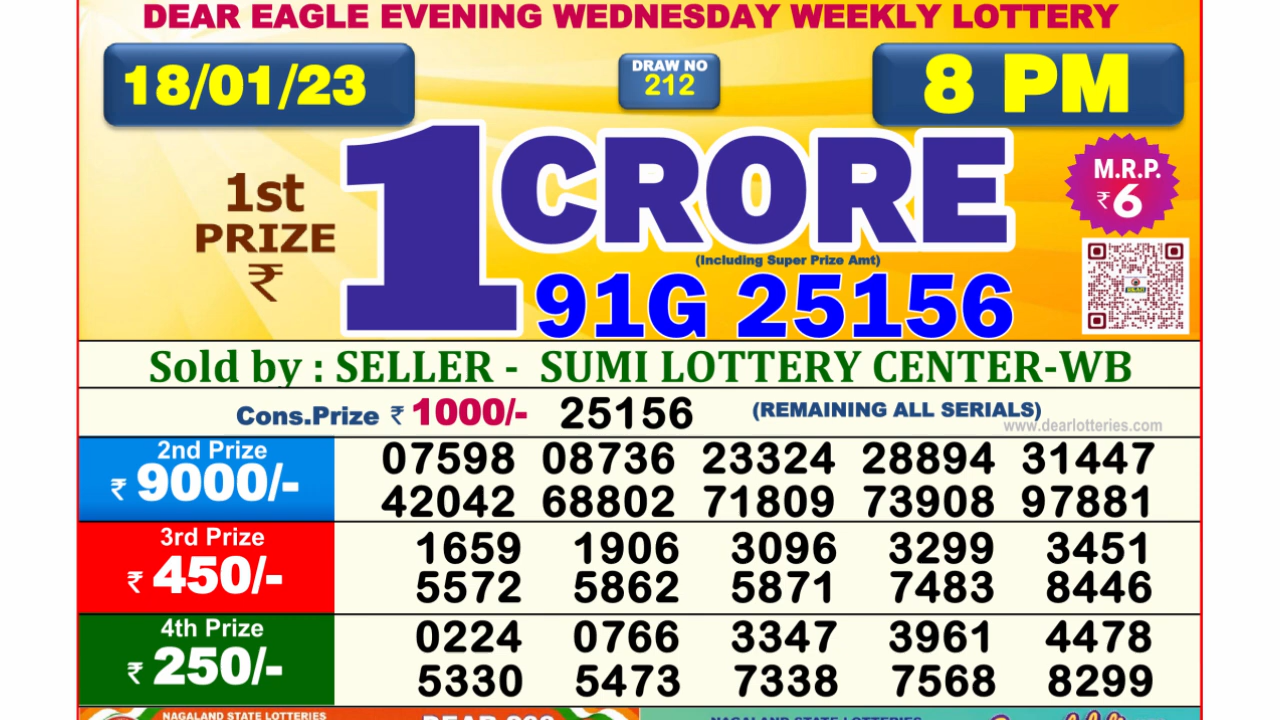 DEAR EAGLE EVENING WEDNESDAY WEEKLY LOTTERY
18/01/23
DRAW NO
212
8 PM
1st
PRIZE
₹
1 CRORE
(Including Super Prize Amt)
91G 25156
M.R.P.
₹ 6
Sold by : SELLER - SUMI LOTTERY CENTER-WB
Cons.Prize ₹ 1000/- 25156 (REMAINING ALL SERIALS)
www.dearlotteries.com
2nd Prize
₹ 9000/-
07598 08736 23324 28894 31447
42042 68802 71809 73908 97881
3rd Prize
₹ 450/-
1659 1906 3096 3299 3451
5572 5862 5871 7483 8446
4th Prize
₹ 250/-
0224 0766 3347 3961 4478
5330 5473 7338 7568 8299
NAGALAND STATE LOTTERIES
NAGALAND STATE LOTTERIES